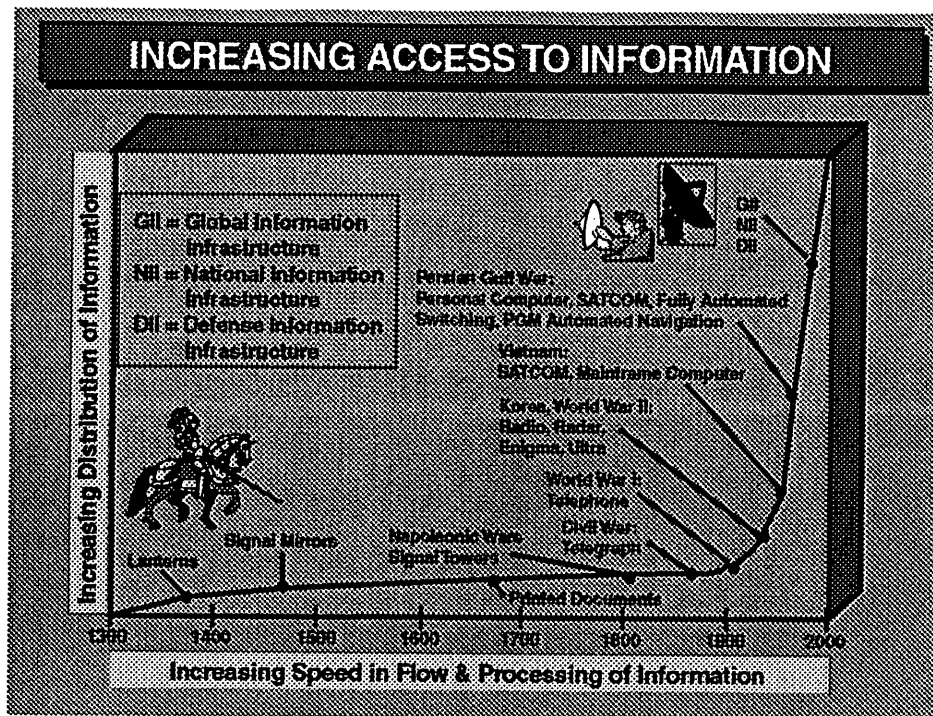 INCREASING ACCESS TO INFORMATION
Increasing Distribution of Information
GII = Global Information
Infrastructure
NII = National Information
Infrastructure
DII = Defense Information
Infrastructure
GII
NII
DII
Persian Gulf War:
Personal Computer, SATCOM, Fully Automated
Switching, PGM Automated Navigation
Vietnam:
SATCOM, Mainframe Computer
Korea, World War II:
Radio, Radar,
Enigma, Ultra
World War I:
Telephone
Civil War:
Telegraph
Napoleonic Wars
Signal Towers
Signal Mirrors
Lanterns
Printed Documents
1300 1400 1500 1600 1700 1800 1900 2000
Increasing Speed in Flow & Processing of Information